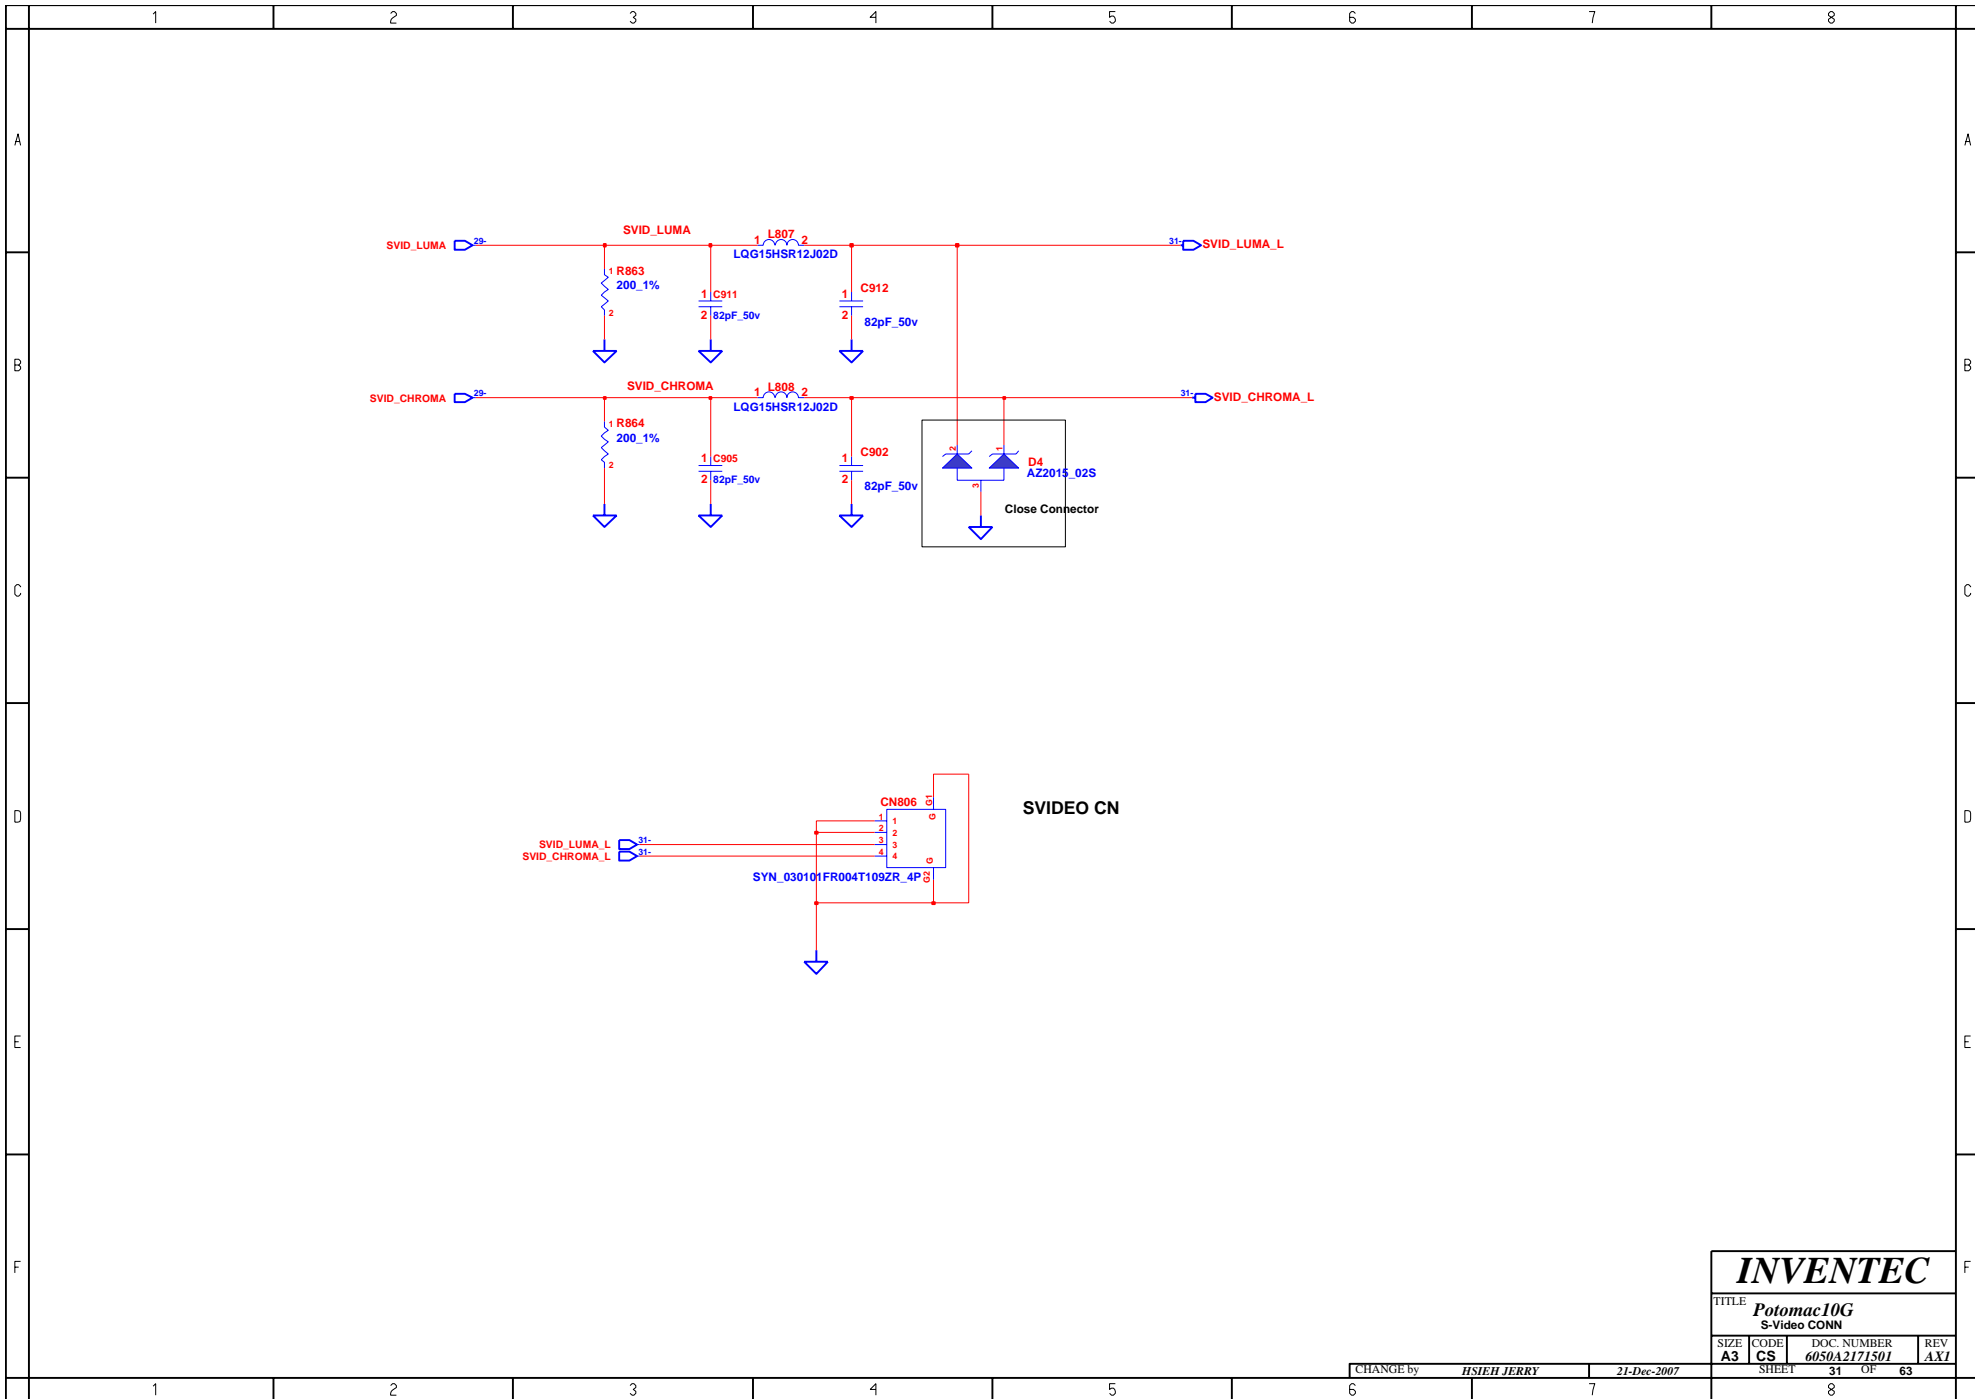 1 2 3 4 5 6 7 8
A A
SVID_LUMA
SVID_LUMA 29- 1 L807 2 31- SVID_LUMA_L
LQG15HSR12J02D
1 R863
200_1%
2
1 C911
2 82pF_50v
1 C912
2 82pF_50v
B B
SVID_CHROMA
SVID_CHROMA 29- 1 L808 2 31- SVID_CHROMA_L
LQG15HSR12J02D
1 R864
200_1%
2
1 C905
2 82pF_50v
1 C902
2 82pF_50v
2 1 D4
AZ2015_02S
3
Close Connector
C C
SVIDEO CN
CN806 G1
D D
1 1 G
2 2
SVID_LUMA_L 31- 3 3
SVID_CHROMA_L 31- 4 4 G
SYN_030101FR004T109ZR_4P G2
E E
F F
INVENTEC
TITLE Potomac10G
S-Video CONN
SIZE CODE DOC. NUMBER REV
A3 CS 6050A2171501 AX1
CHANGE by HSIEH JERRY 21-Dec-2007 SHEET 31 OF 63
1 2 3 4 5 6 7 8